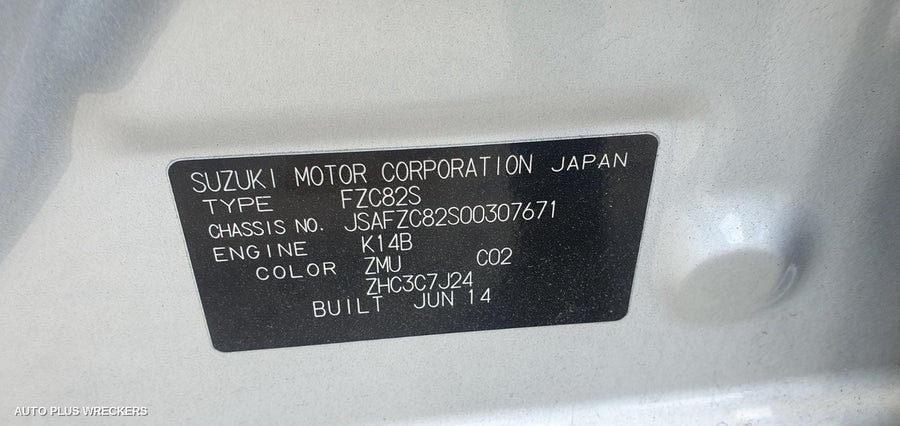 SUZUKI MOTOR CORPORATION JAPAN
TYPE FZC82S
CHASSIS NO. JSAFZC82S00307671
ENGINE K14B
COLOR ZMU C02
ZHC3C7J24
BUILT JUN 14
AUTO PLUS WRECKERS